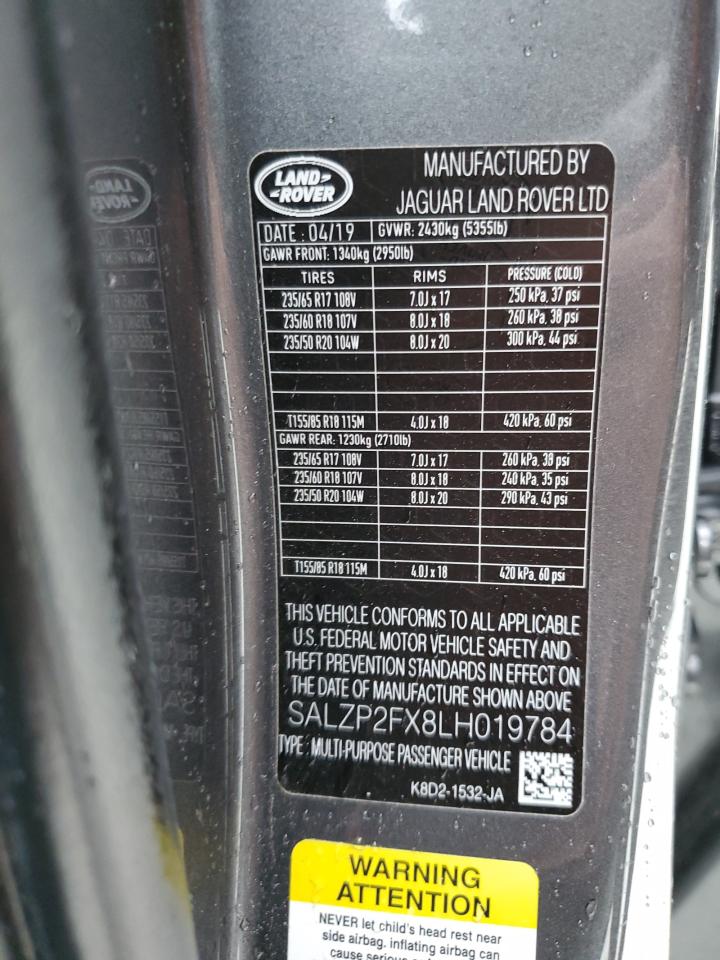 LAND-
-ROVER
MANUFACTURED BY
JAGUAR LAND ROVER LTD
DATE : 04/19 GVWR: 2430kg (5355lb)
GAWR FRONT: 1340kg (2950lb)
TIRES RIMS PRESSURE (COLD)
235/65 R17 108V 7.0J x 17 250 kPa, 37 psi
235/60 R18 107V 8.0J x 18 260 kPa, 38 psi
235/50 R20 104W 8.0J x 20 300 kPa, 44 psi
T155/85 R18 115M 4.0J x 18 420 kPa, 60 psi
GAWR REAR: 1230kg (2710lb)
235/65 R17 108V 7.0J x 17 260 kPa, 38 psi
235/60 R18 107V 8.0J x 18 240 kPa, 35 psi
235/50 R20 104W 8.0J x 20 290 kPa, 43 psi
T155/85 R18 115M 4.0J x 18 420 kPa, 60 psi
THIS VEHICLE CONFORMS TO ALL APPLICABLE
U.S. FEDERAL MOTOR VEHICLE SAFETY AND
THEFT PREVENTION STANDARDS IN EFFECT ON
THE DATE OF MANUFACTURE SHOWN ABOVE
SALZP2FX8LH019784
TYPE : MULTI-PURPOSE PASSENGER VEHICLE
K8D2-1532-JA
WARNING
ATTENTION
NEVER let child's head rest near
side airbag, inflating airbag can
cause serious